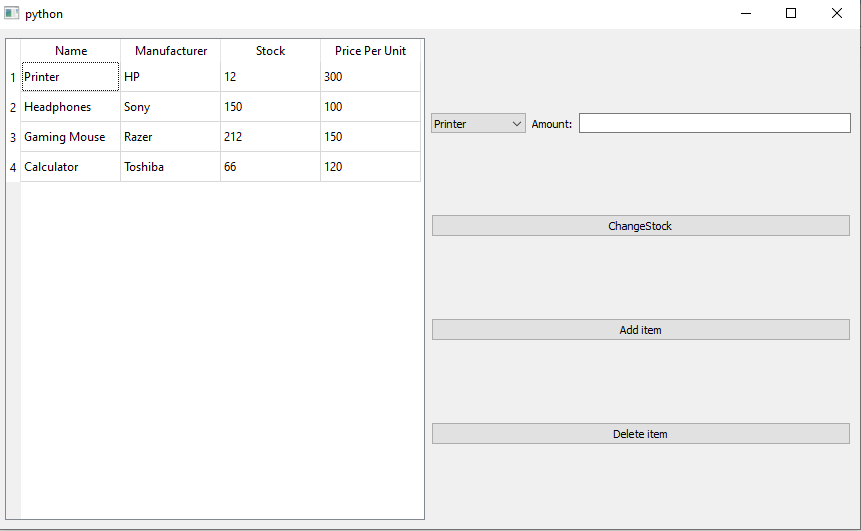 python
Name Manufacturer Stock Price Per Unit
1 Printer HP 12 300
2 Headphones Sony 150 100
3 Gaming Mouse Razer 212 150
4 Calculator Toshiba 66 120
Printer Amount:
ChangeStock
Add item
Delete item